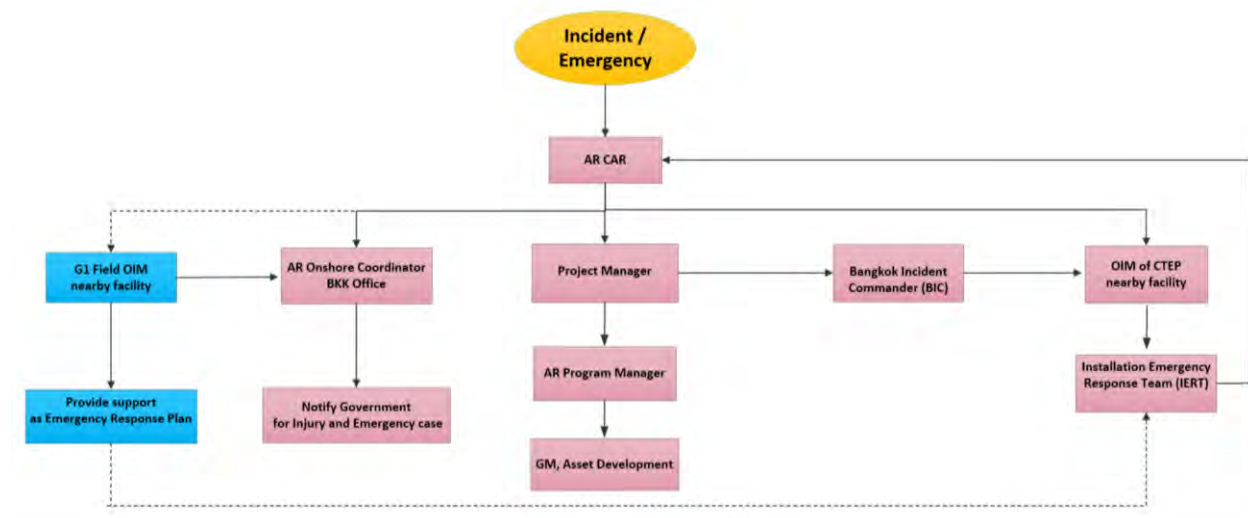 Incident /
Emergency
AR CAR
G1 Field OIM
nearby facility
AR Onshore Coordinator
BKK Office
Project Manager
Bangkok Incident
Commander (BIC)
OIM of CTEP
nearby facility
AR Program Manager
Installation Emergency
Response Team (IERT)
Provide support
as Emergency Response Plan
Notify Government
for Injury and Emergency case
GM, Asset Development